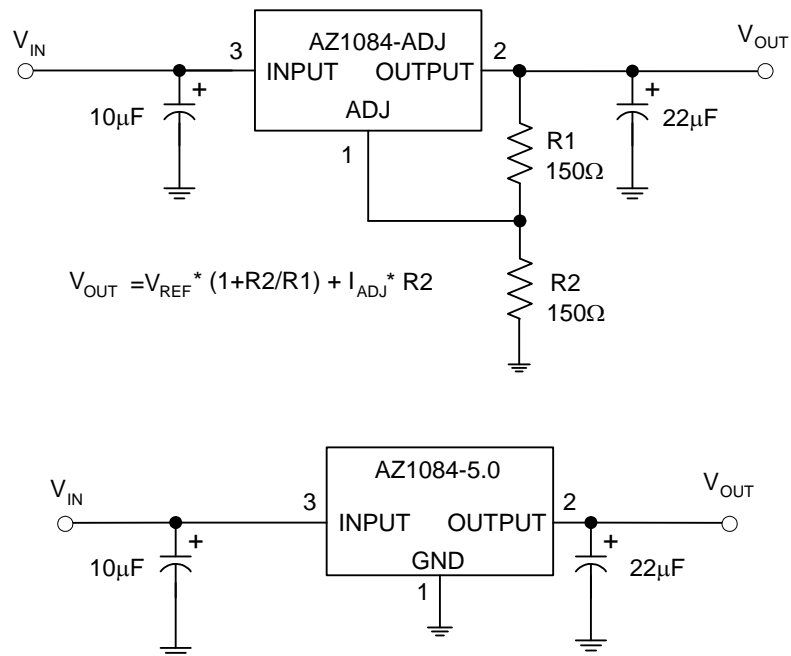 V_IN
3
AZ1084-ADJ
2
V_OUT
INPUT OUTPUT
+
+
10μF
ADJ
22μF
1
R1
150Ω
V_OUT =V_REF* (1+R2/R1) + I_ADJ* R2
R2
150Ω
AZ1084-5.0
V_IN
3
2
V_OUT
INPUT OUTPUT
+
+
10μF
GND
22μF
1